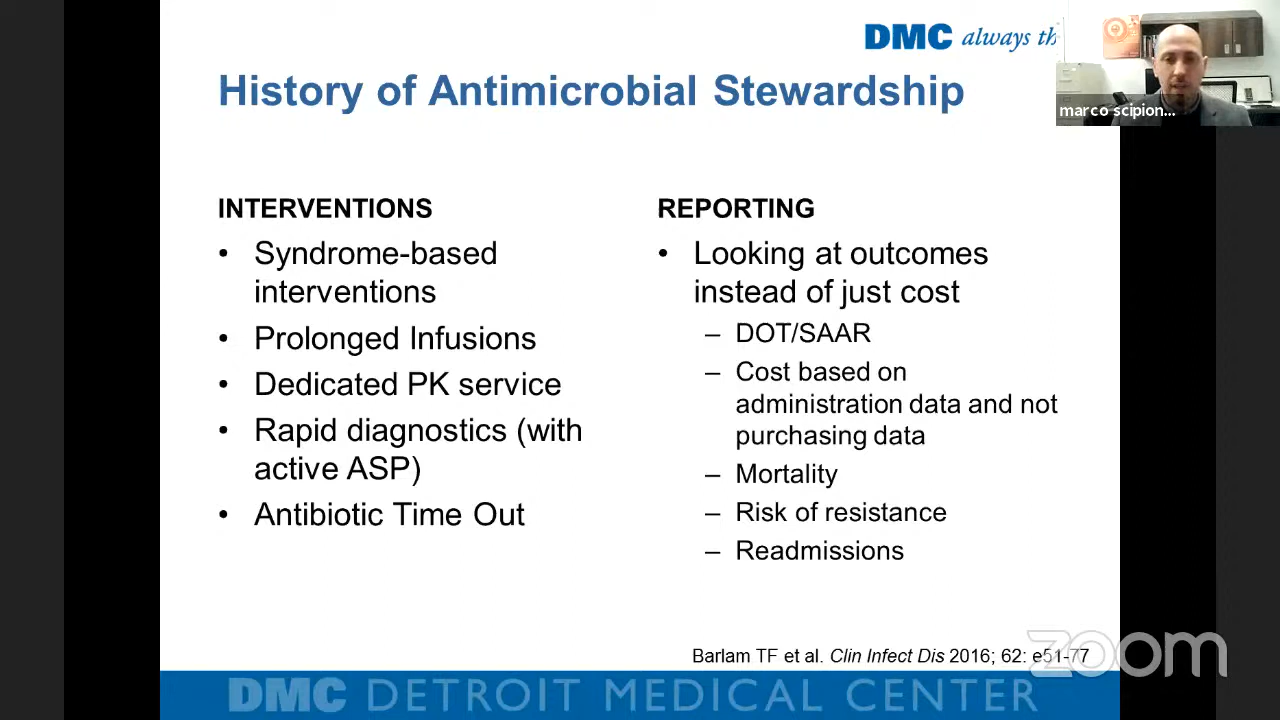 DMC always th
marco scipion...
History of Antimicrobial Stewardship
INTERVENTIONS
• Syndrome-based
interventions
• Prolonged Infusions
• Dedicated PK service
• Rapid diagnostics (with
active ASP)
• Antibiotic Time Out
REPORTING
• Looking at outcomes
instead of just cost
– DOT/SAAR
– Cost based on
administration data and not
purchasing data
– Mortality
– Risk of resistance
– Readmissions
Barlam TF et al. Clin Infect Dis 2016; 62: e51-77
zoom
DMC DETROIT MEDICAL CENTER